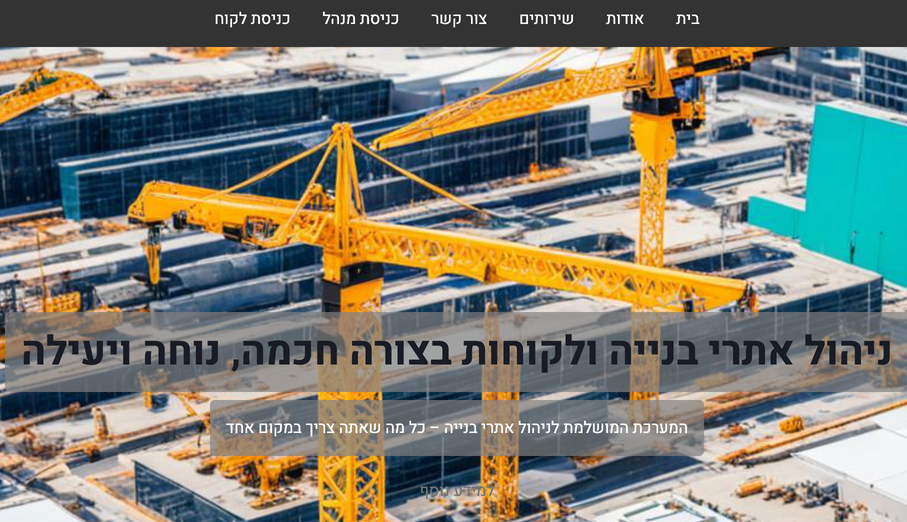 בית אודות שירותים צור קשר כניסת מנהל כניסת לקוח
ניהול אתרי בנייה ולקוחות בצורה חכמה, נוחה ויעילה
המערכת המושלמת לניהול אתרי בנייה – כל מה שאתה צריך במקום אחד
למידע נוסף